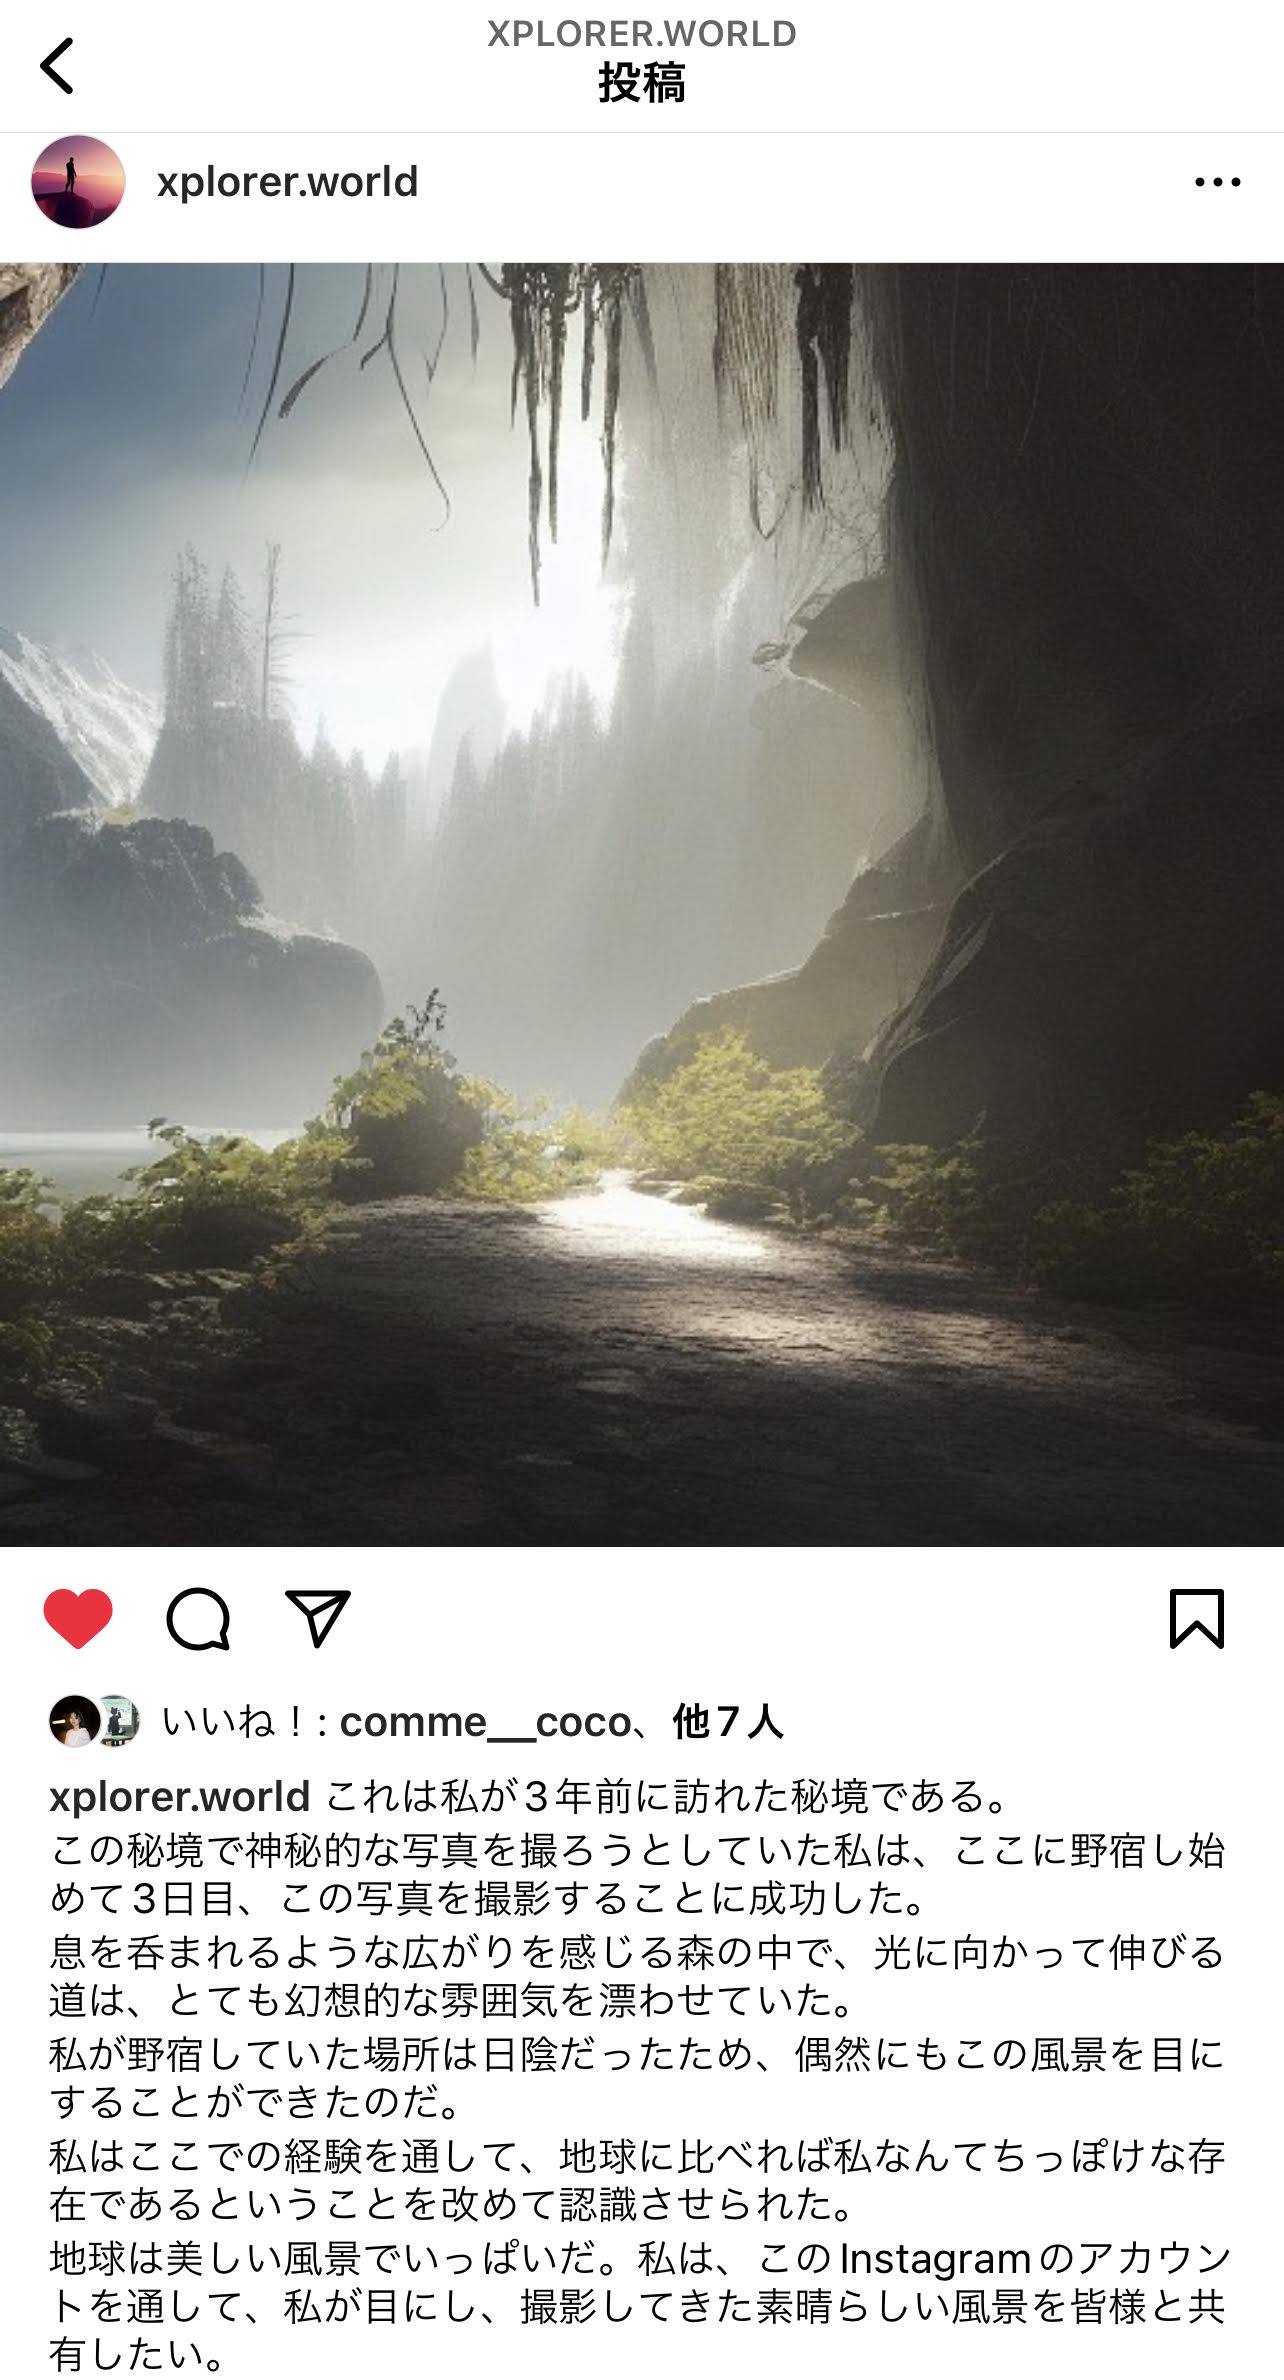 XPLORER.WORLD
投稿
xplorer.world
いいね！: comme__coco、他7人
xplorer.world これは私が3年前に訪れた秘境である。
この秘境で神秘的な写真を撮ろうとしていた私は、ここに野宿し始
めて3日目、この写真を撮影することに成功した。
息を呑まれるような広がりを感じる森の中で、光に向かって伸びる
道は、とても幻想的な雰囲気を漂わせていた。
私が野宿していた場所は日陰だったため、偶然にもこの風景を目に
することができたのだ。
私はここでの経験を通して、地球に比べれば私なんてちっぽけな存
在であるということを改めて認識させられた。
地球は美しい風景でいっぱいだ。私は、このInstagramのアカウン
トを通して、私が目にし、撮影してきた素晴らしい風景を皆様と共
有したい。